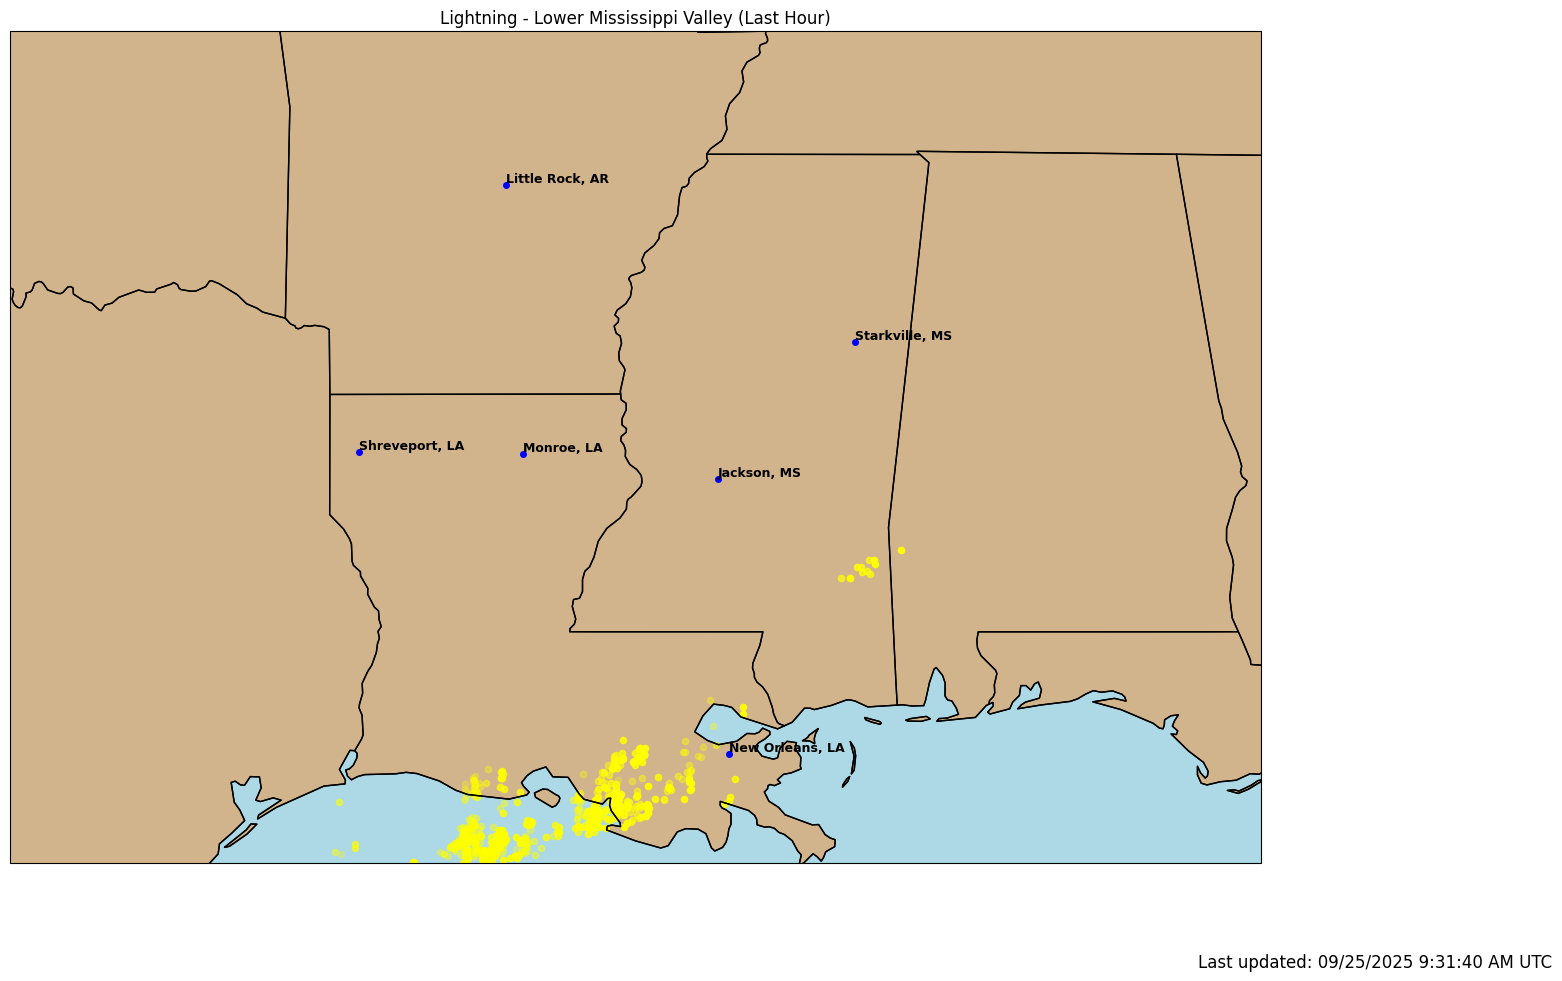 Lightning - Lower Mississippi Valley (Last Hour)
Little Rock, AR
Starkville, MS
Shreveport, LA
Monroe, LA
Jackson, MS
New Orleans, LA
Last updated: 09/25/2025 9:31:40 AM UTC